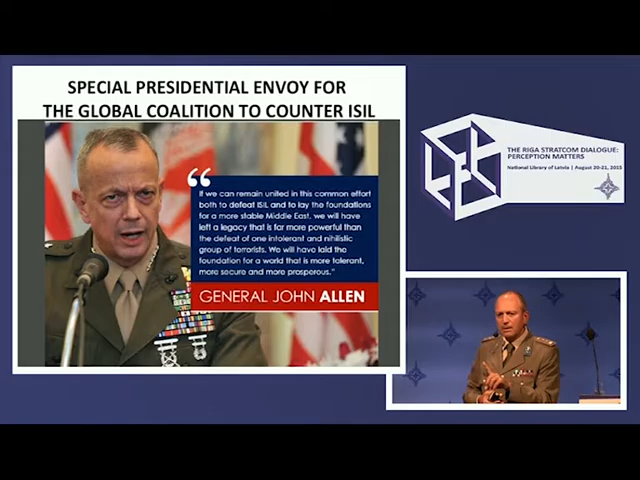 SPECIAL PRESIDENTIAL ENVOY FOR
THE GLOBAL COALITION TO COUNTER ISIL
If we can remain united in this common effort
both to defeat ISIL and to lay the foundations
for a more stable Middle East, we will have
left a legacy that is far more powerful than
the defeat of one intolerant and nihilistic
group of terrorists. We will have laid the
foundation for a world that is more tolerant,
more secure and more prosperous."
GENERAL JOHN ALLEN
THE RIGA STRATCOM DIALOGUE:
PERCEPTION MATTERS
National Library of Latvia | August 20-21, 2015